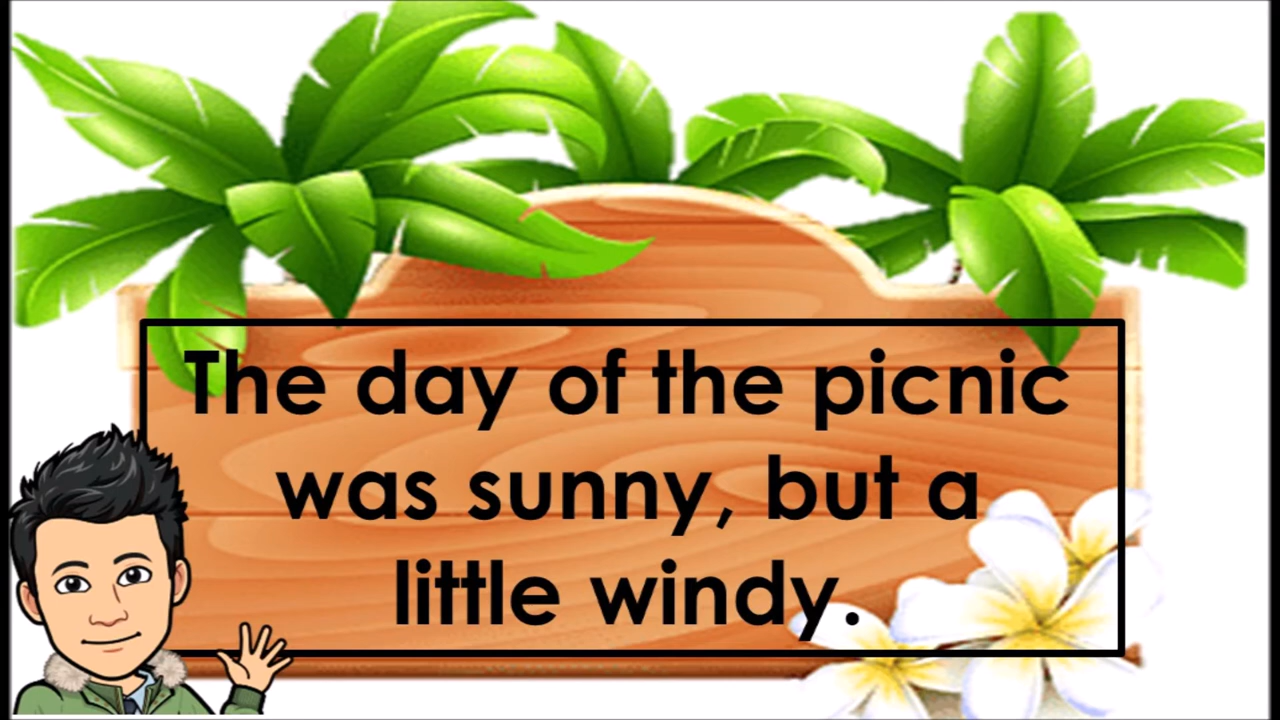 The day of the picnic
was sunny, but a
little windy.